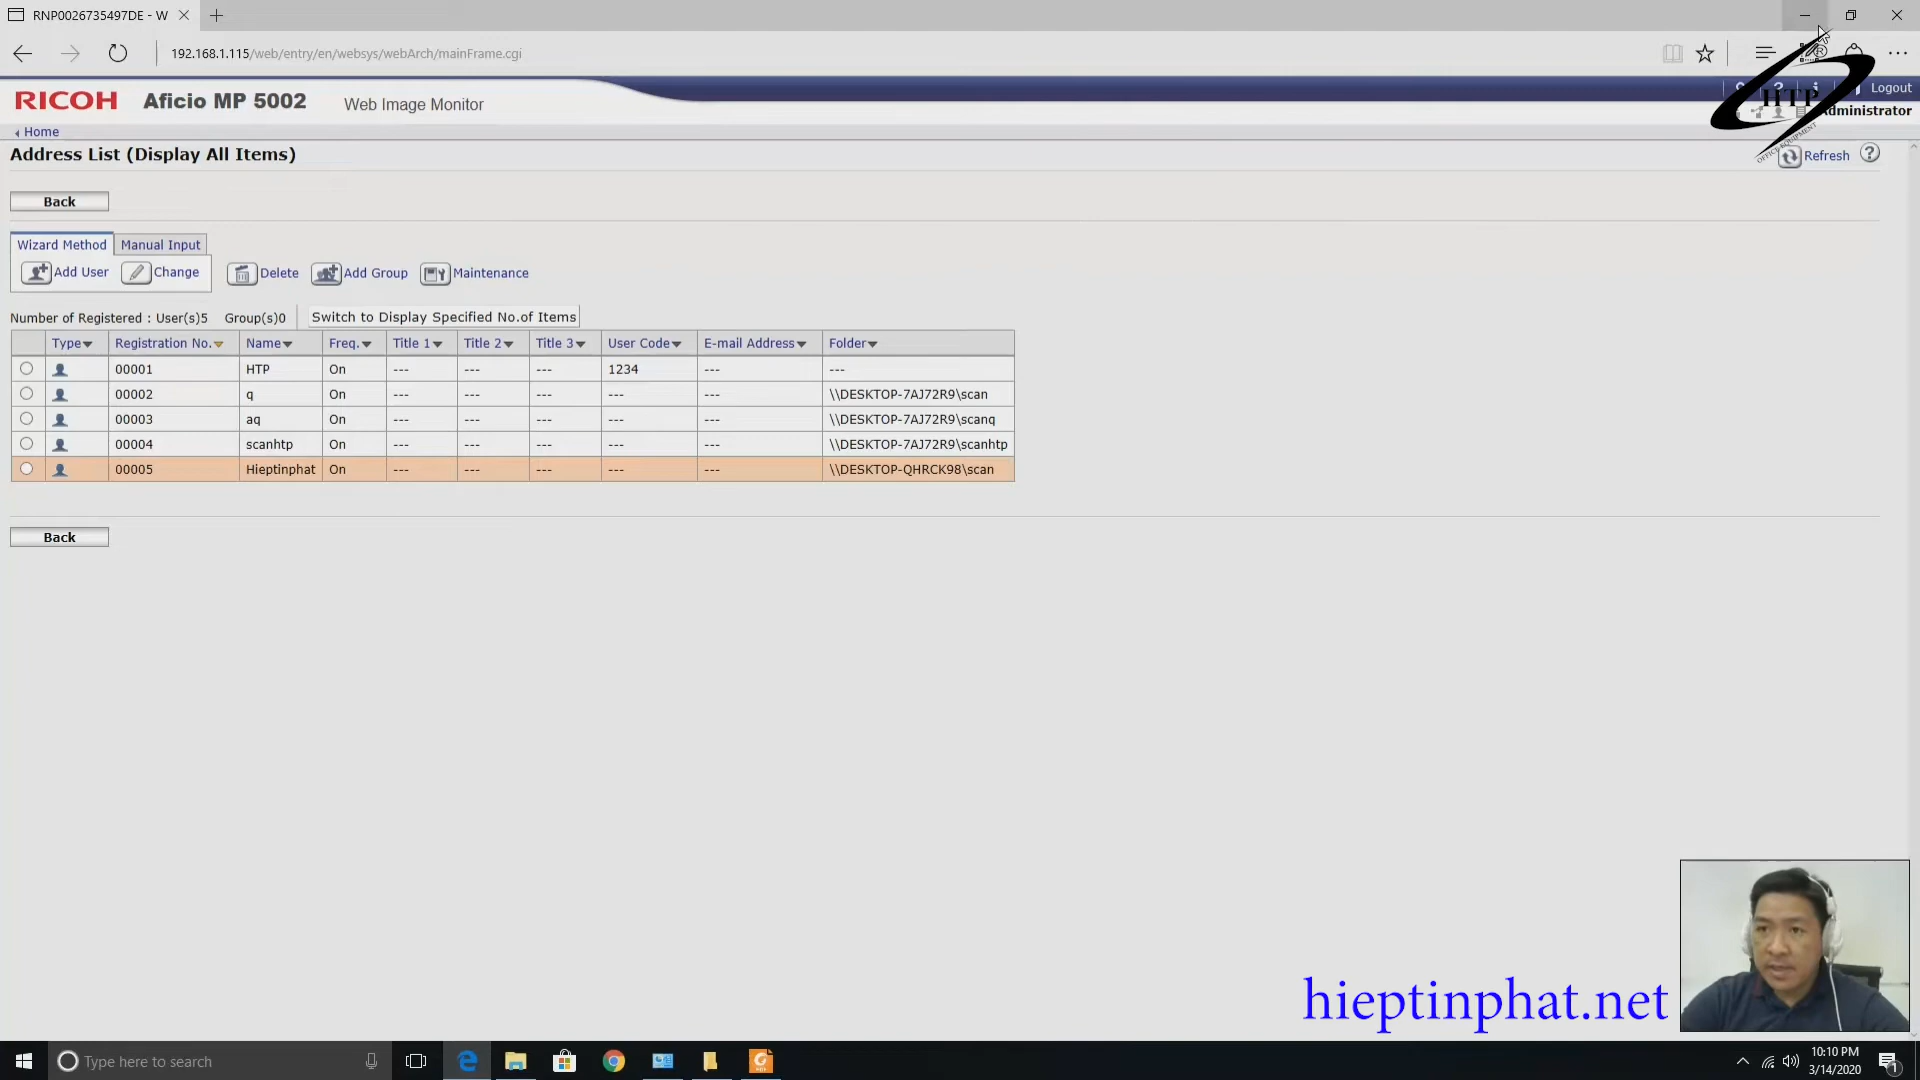 RNP0026735497DE - W
192.168.1.115/web/entry/en/websys/webArch/mainFrame.cgi
RICOH Aficio MP 5002 Web Image Monitor
Logout
Administrator
Home
Address List (Display All Items)
HTP
OFFICE EQUIPMENT
Refresh
Back
Wizard Method Manual Input
Add User Change Delete Add Group Maintenance
Number of Registered : User(s)5 Group(s)0 Switch to Display Specified No.of Items
Type Registration No. Name Freq. Title 1 Title 2 Title 3 User Code E-mail Address Folder
00001 HTP On --- --- --- 1234 --- ---
00002 q On --- --- --- --- --- \\DESKTOP-7AJ72R9\scan
00003 aq On --- --- --- --- --- \\DESKTOP-7AJ72R9\scanq
00004 scanhtp On --- --- --- --- --- \\DESKTOP-7AJ72R9\scanhtp
00005 Hieptinphat On --- --- --- --- --- \\DESKTOP-QHRCK98\scan
Back
hieptinphat.net
Type here to search
10:10 PM
3/14/2020
1